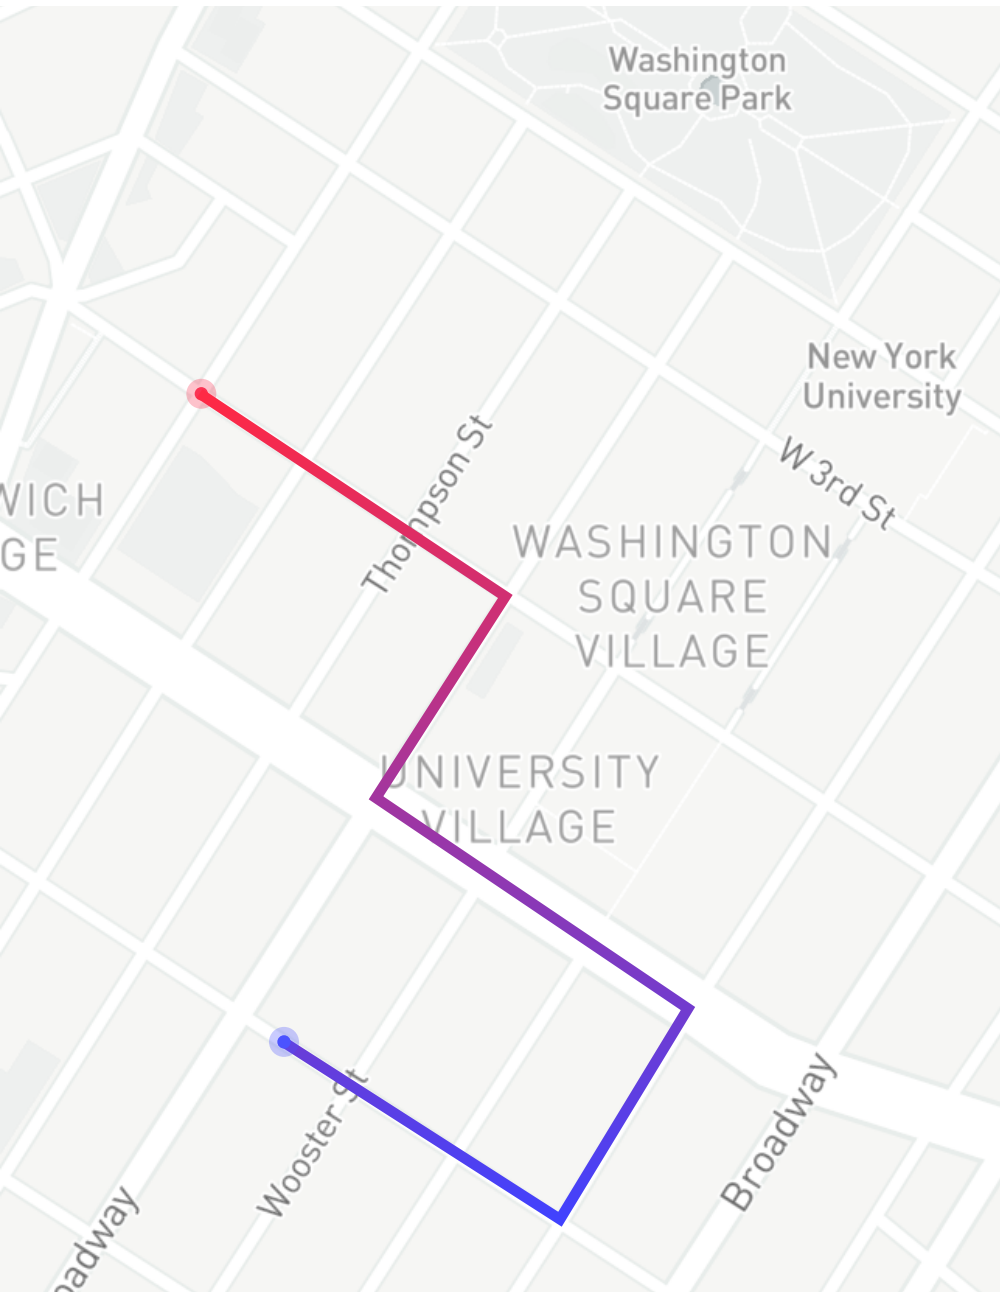 Washington
Square Park
New York
University
W 3rd St
Thompson St
WICH
GE
WASHINGTON
SQUARE
VILLAGE
UNIVERSITY
VILLAGE
Wooster St
Broadway
oadway